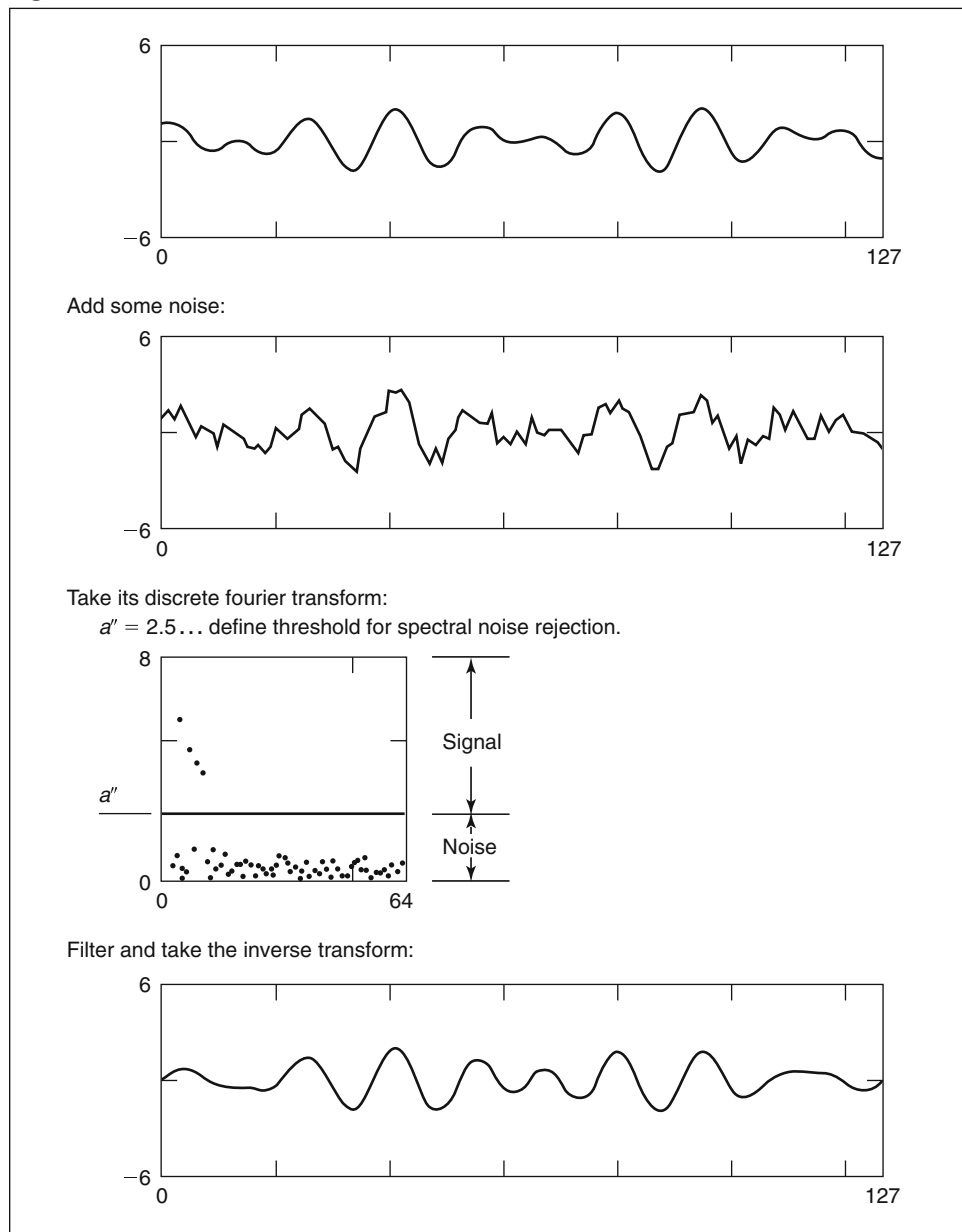 6
−6
0
127
Add some noise:
6
−6
0
127
Take its discrete fourier transform:
a″ = 2.5... define threshold for spectral noise rejection.
8
Signal
a″
Noise
0
0
64
Filter and take the inverse transform:
6
−6
0
127